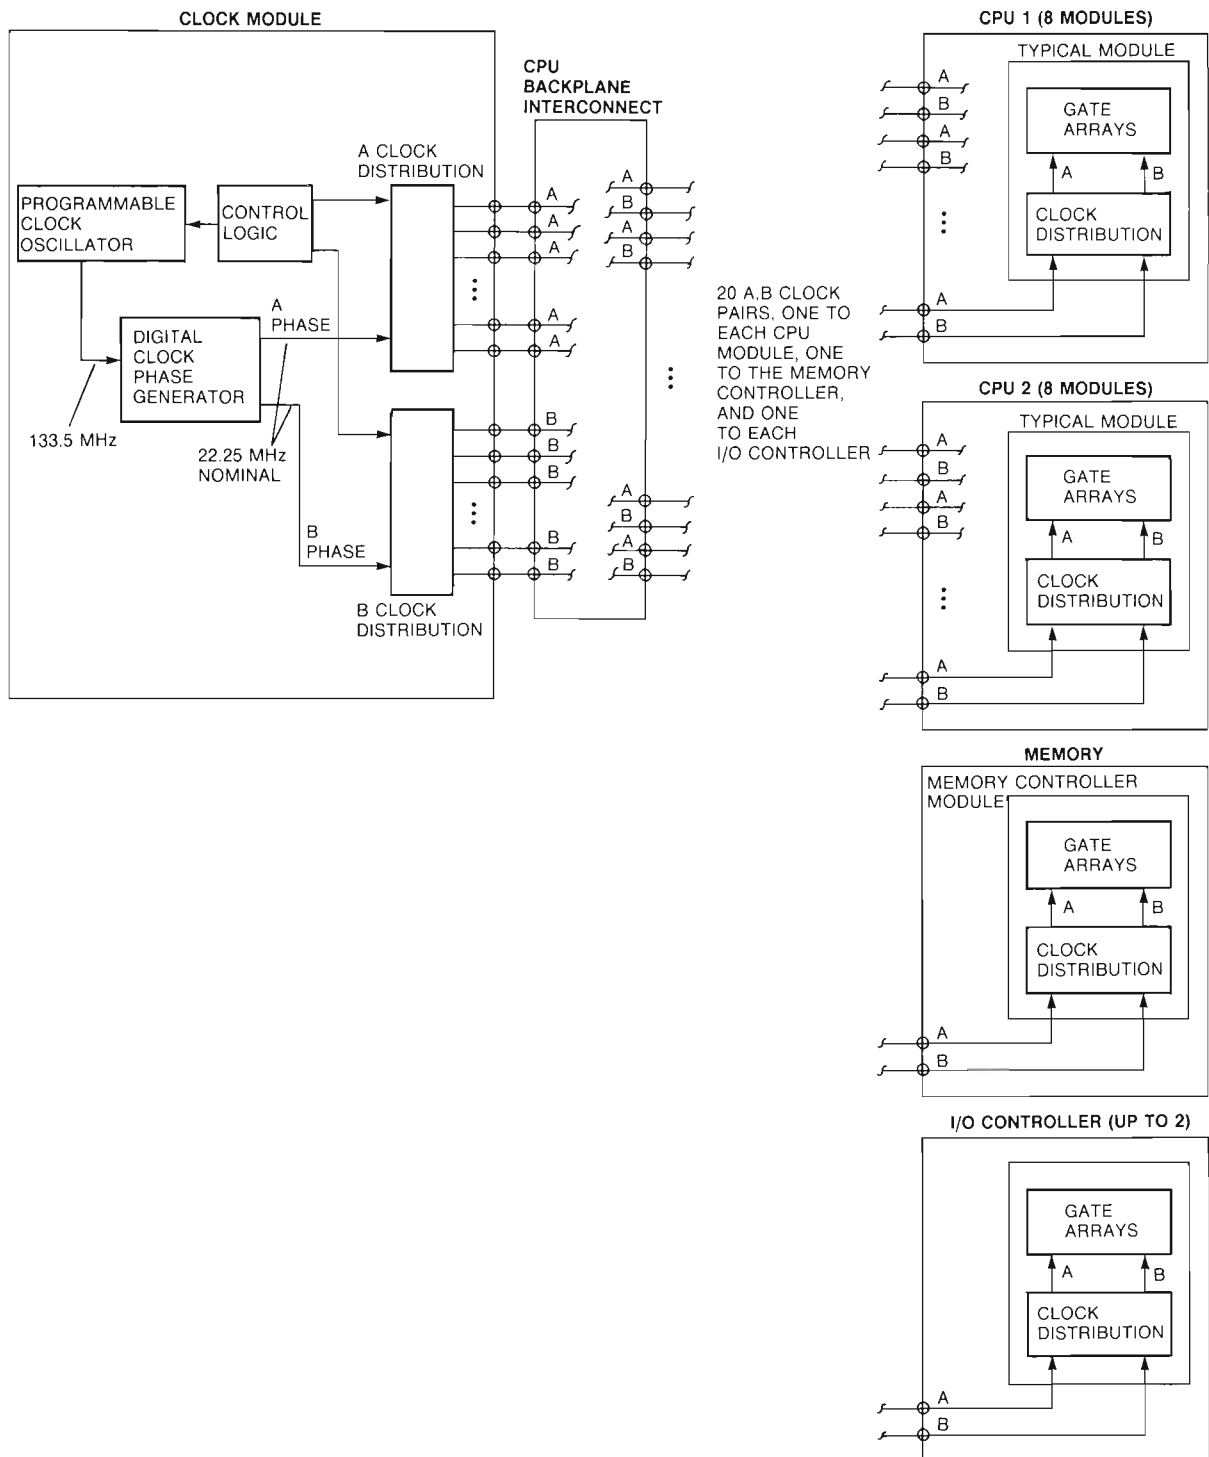 CLOCK MODULE
CPU
BACKPLANE
INTERCONNECT
A CLOCK
DISTRIBUTION
PROGRAMMABLE
CLOCK
OSCILLATOR
CONTROL
LOGIC
A
PHASE
DIGITAL
CLOCK
PHASE
GENERATOR
133.5 MHz
22.25 MHz
NOMINAL
B
PHASE
B CLOCK
DISTRIBUTION
A
A
A
A
A
B
B
B
B
B
A
B
A
B
A
B
A
B
20 A,B CLOCK
PAIRS, ONE TO
EACH CPU
MODULE, ONE
TO THE MEMORY
CONTROLLER,
AND ONE
TO EACH
I/O CONTROLLER
CPU 1 (8 MODULES)
TYPICAL MODULE
A
B
A
B
GATE
ARRAYS
A
B
CLOCK
DISTRIBUTION
A
B
CPU 2 (8 MODULES)
TYPICAL MODULE
A
B
A
B
GATE
ARRAYS
A
B
CLOCK
DISTRIBUTION
A
B
MEMORY
MEMORY CONTROLLER
MODULE
GATE
ARRAYS
A
B
CLOCK
DISTRIBUTION
A
B
I/O CONTROLLER (UP TO 2)
GATE
ARRAYS
A
B
CLOCK
DISTRIBUTION
A
B